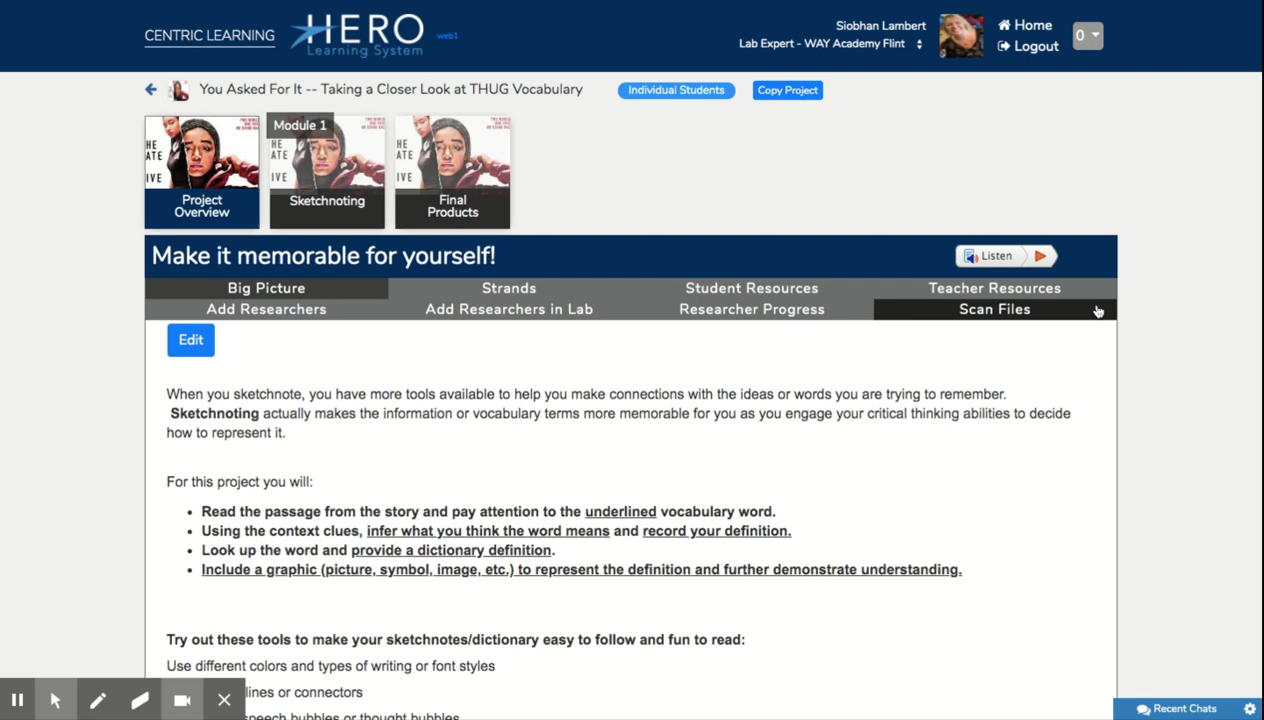 CENTRIC LEARNING
HERO
Learning System
web1
Siobhan Lambert
Lab Expert - WAY Academy Flint
Home
Logout
0
You Asked For It -- Taking a Closer Look at THUG Vocabulary
Individual Students
Copy Project
HE
ATE
IVE
Project
Overview
Module 1
HE
ATE
IVE
Sketchnoting
HE
ATE
IVE
Final
Products
Make it memorable for yourself!
Listen
Big Picture
Strands
Student Resources
Teacher Resources
Add Researchers
Add Researchers in Lab
Researcher Progress
Scan Files
Edit
When you sketchnote, you have more tools available to help you make connections with the ideas or words you are trying to remember.
Sketchnoting actually makes the information or vocabulary terms more memorable for you as you engage your critical thinking abilities to decide
how to represent it.
For this project you will:
Read the passage from the story and pay attention to the underlined vocabulary word.
Using the context clues, infer what you think the word means and record your definition.
Look up the word and provide a dictionary definition.
Include a graphic (picture, symbol, image, etc.) to represent the definition and further demonstrate understanding.
Try out these tools to make your sketchnotes/dictionary easy to follow and fun to read:
Use different colors and types of writing or font styles
lines or connectors
speech bubbles or thought bubbles
Recent Chats